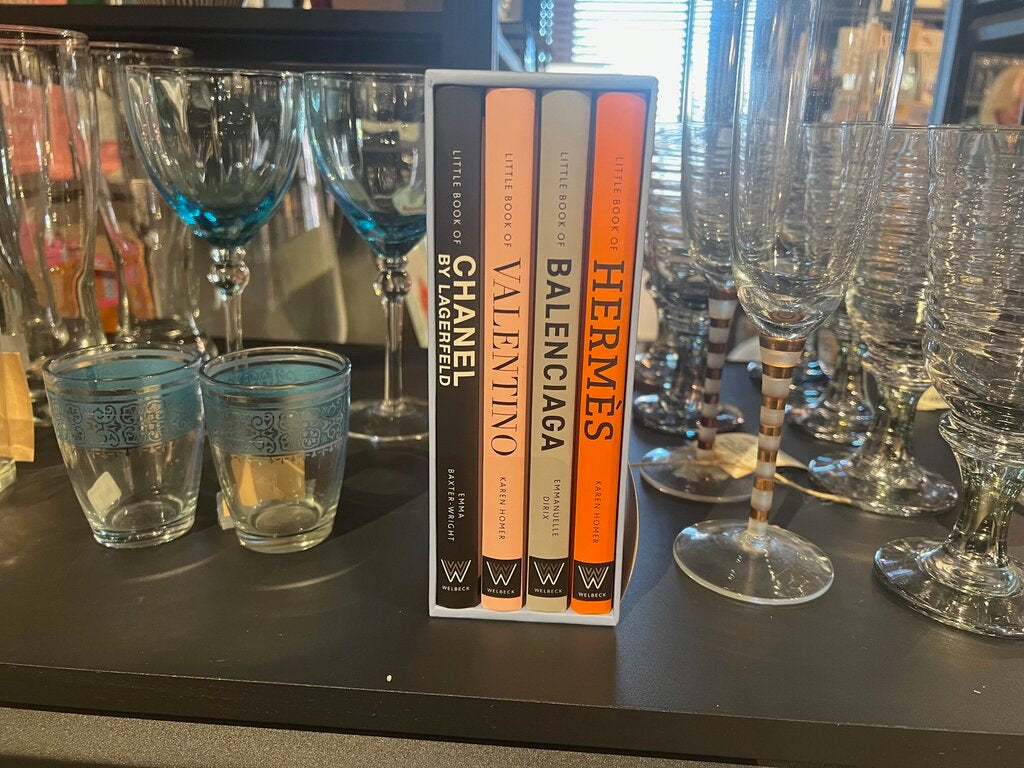 LITTLE BOOK OF
CHANEL
BY LAGERFELD
EMMA
BAXTER-WRIGHT
W
WELBECK
LITTLE BOOK OF
VALENTINO
KAREN HOMER
W
WELBECK
LITTLE BOOK OF
BALENCIAGA
EMMANUELLE
DIRIX
W
WELBECK
LITTLE BOOK OF
HERMÈS
KAREN HOMER
W
WELBECK